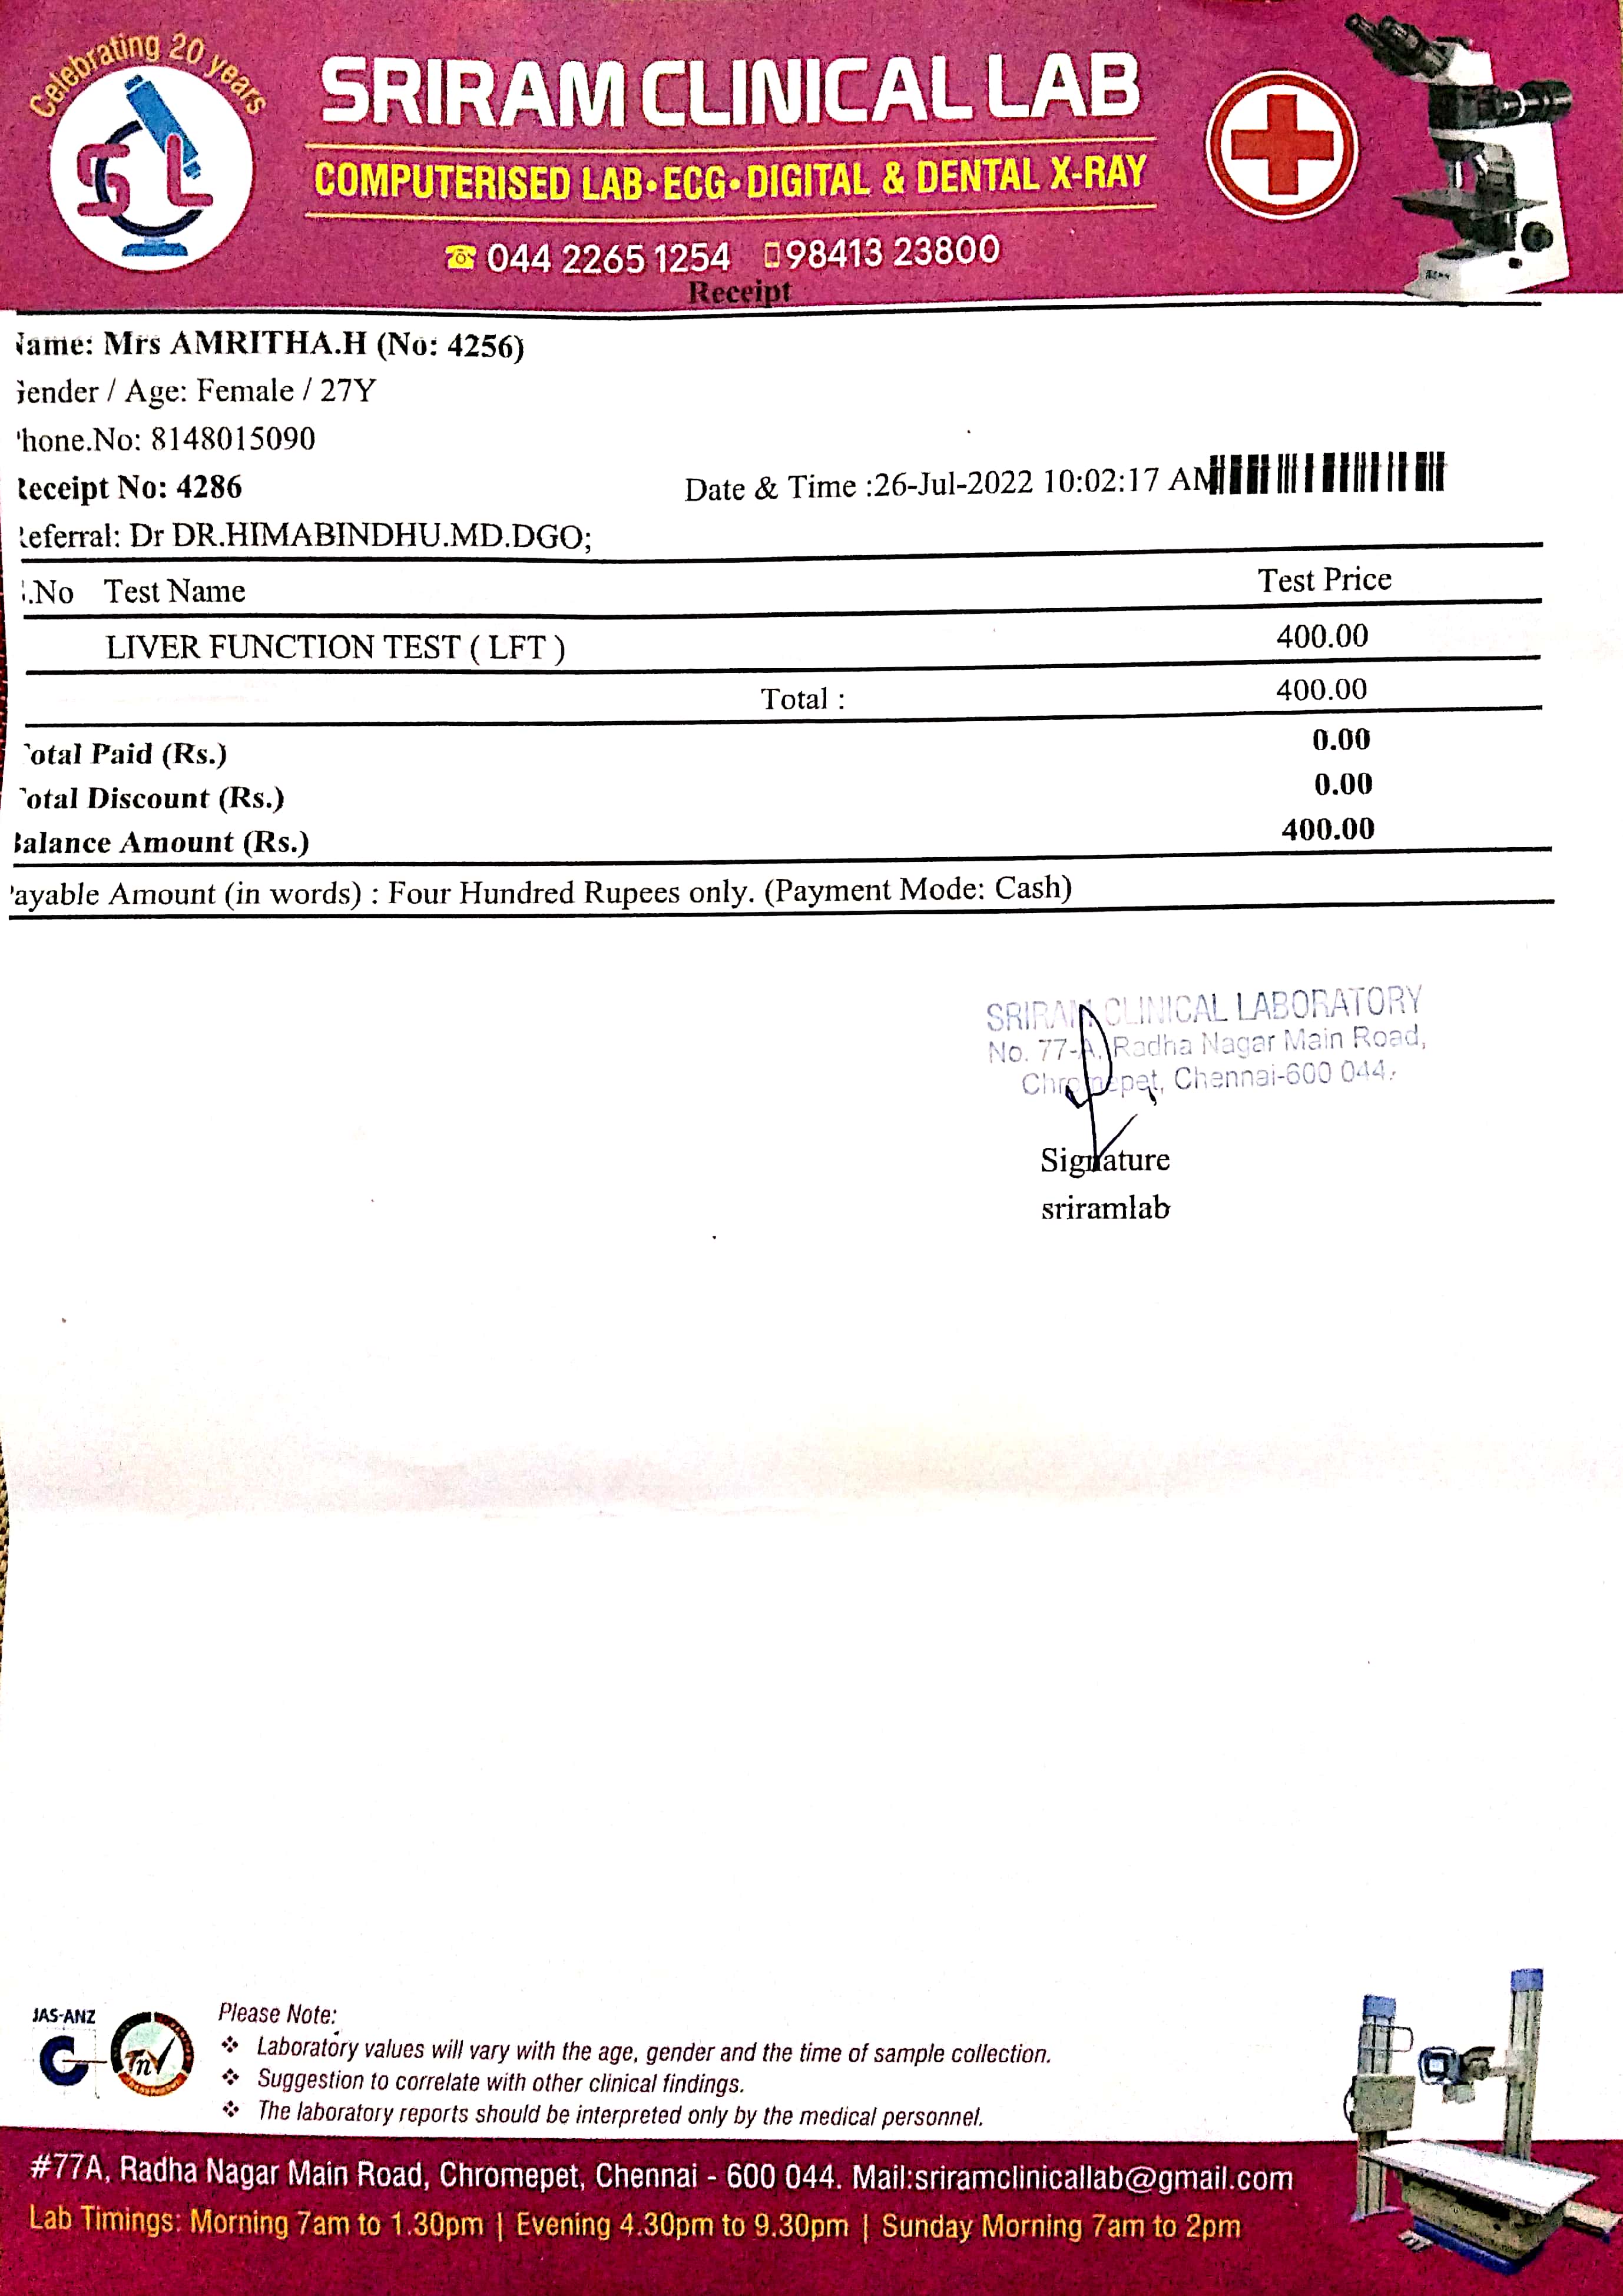 Celebrating 20 years
SL
SRIRAM CLINICAL LAB
COMPUTERISED LAB•ECG•DIGITAL & DENTAL X-RAY
044 2265 1254 98413 23800
Receipt
Name: Mrs AMRITHA.H (No: 4256)
Gender / Age: Female / 27Y
Phone.No: 8148015090
Receipt No: 4286 Date & Time :26-Jul-2022 10:02:17 AM
Referral: Dr DR.HIMABINDHU.MD.DGO;
S.No Test Name Test Price
LIVER FUNCTION TEST ( LFT ) 400.00
Total : 400.00
Total Paid (Rs.) 0.00
Total Discount (Rs.) 0.00
Balance Amount (Rs.) 400.00
Payable Amount (in words) : Four Hundred Rupees only. (Payment Mode: Cash)
SRIRAM CLINICAL LABORATORY
No. 77-A, Radha Nagar Main Road,
Chromepet, Chennai-600 044.
Signature
sriramlab
JAS-ANZ
Please Note:
❖ Laboratory values will vary with the age, gender and the time of sample collection.
❖ Suggestion to correlate with other clinical findings.
❖ The laboratory reports should be interpreted only by the medical personnel.
#77A, Radha Nagar Main Road, Chromepet, Chennai - 600 044. Mail:sriramclinicallab@gmail.com
Lab Timings: Morning 7am to 1.30pm | Evening 4.30pm to 9.30pm | Sunday Morning 7am to 2pm